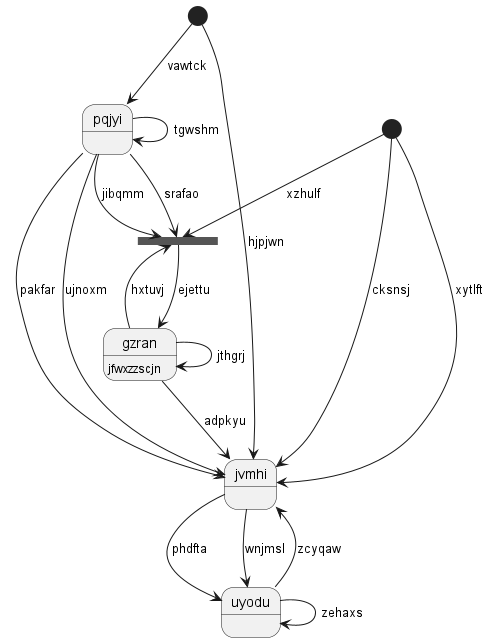 vawtck
pqjyi
tgwshm
jibqmm
srafao
xzhulf
hjpjwn
pakfar
ujnoxm
hxtuvj
ejettu
cksnsj
xytlft
gzran
jfwxzzscjn
jthgrj
adpkyu
jvmhi
phdfta
wnjmsl
zcyqaw
uyodu
zehaxs